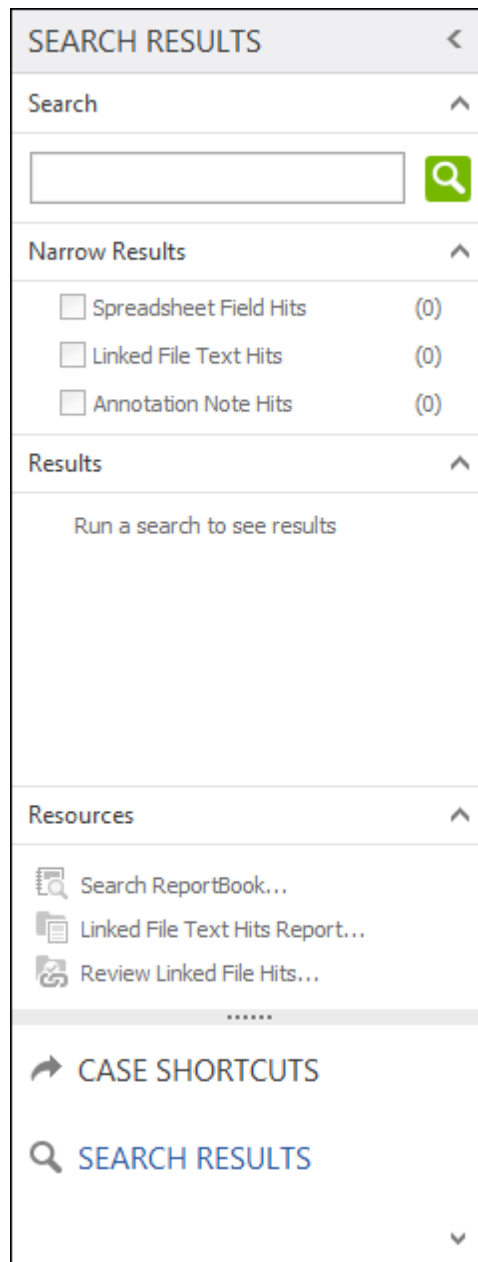 SEARCH RESULTS
Search
Narrow Results
Spreadsheet Field Hits (0)
Linked File Text Hits (0)
Annotation Note Hits (0)
Results
Run a search to see results
Resources
Search ReportBook...
Linked File Text Hits Report...
Review Linked File Hits...
CASE SHORTCUTS
SEARCH RESULTS